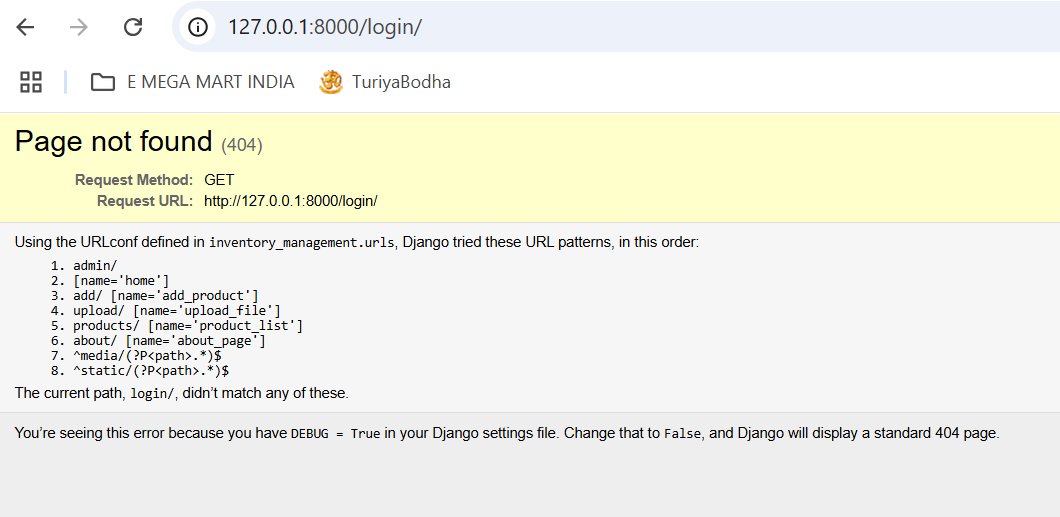 127.0.0.1:8000/login/
E MEGA MART INDIA TuriyaBodha
Page not found (404)
Request Method: GET
Request URL: http://127.0.0.1:8000/login/
Using the URLconf defined in inventory_management.urls, Django tried these URL patterns, in this order:
1. admin/
2. [name='home']
3. add/ [name='add_product']
4. upload/ [name='upload_file']
5. products/ [name='product_list']
6. about/ [name='about_page']
7. ^media/(?P<path>.*)$
8. ^static/(?P<path>.*)$
The current path, login/, didn’t match any of these.
You’re seeing this error because you have DEBUG = True in your Django settings file. Change that to False, and Django will display a standard 404 page.